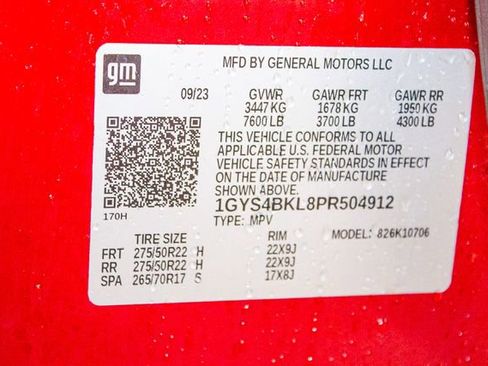 gm
MFD BY GENERAL MOTORS LLC
09/23 GVWR GAWR FRT GAWR RR
3447 KG 1678 KG 1950 KG
7600 LB 3700 LB 4300 LB
THIS VEHICLE CONFORMS TO ALL
APPLICABLE U.S. FEDERAL MOTOR
VEHICLE SAFETY STANDARDS IN EFFECT
ON THE DATE OF MANUFACTURE
SHOWN ABOVE.
1GYS4BKL8PR504912
170H TYPE: MPV
TIRE SIZE RIM MODEL: 826K10706
FRT 275/50R22 H 22X9J
RR 275/50R22 H 22X9J
SPA 265/70R17 S 17X8J